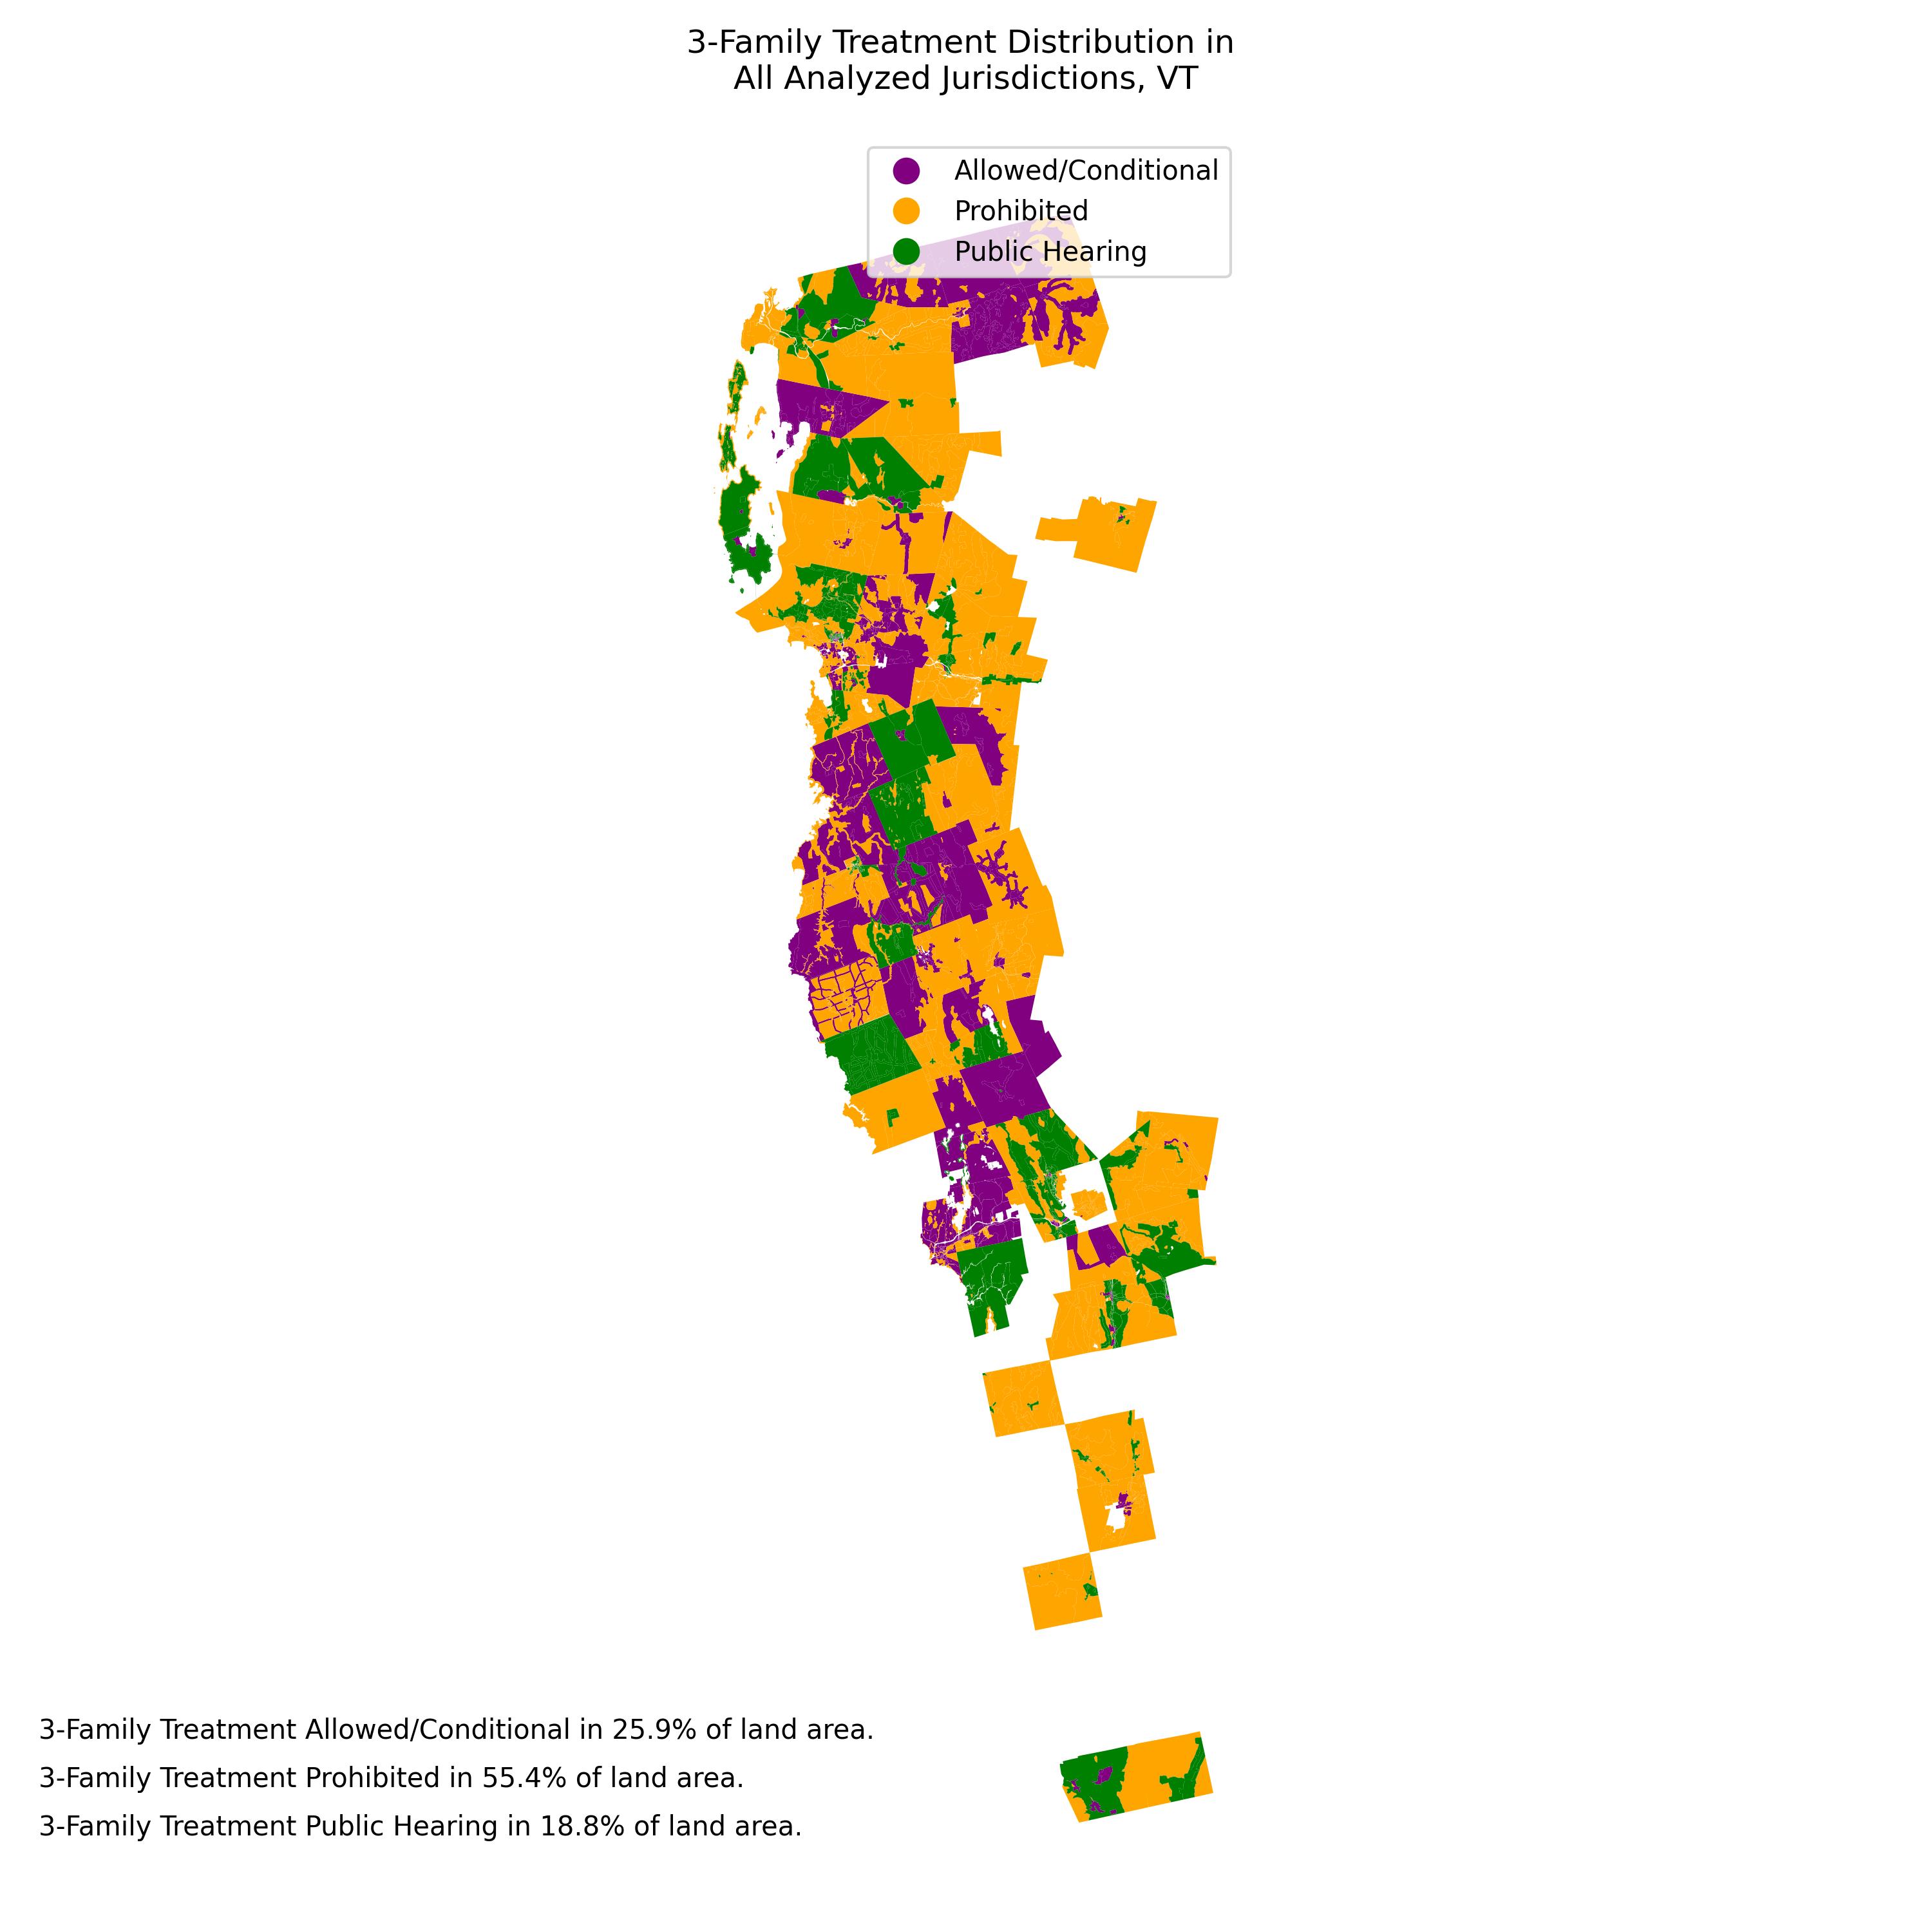 3-Family Treatment Distribution in
All Analyzed Jurisdictions, VT
Allowed/Conditional
Prohibited
Public Hearing
3-Family Treatment Allowed/Conditional in 25.9% of land area.
3-Family Treatment Prohibited in 55.4% of land area.
3-Family Treatment Public Hearing in 18.8% of land area.